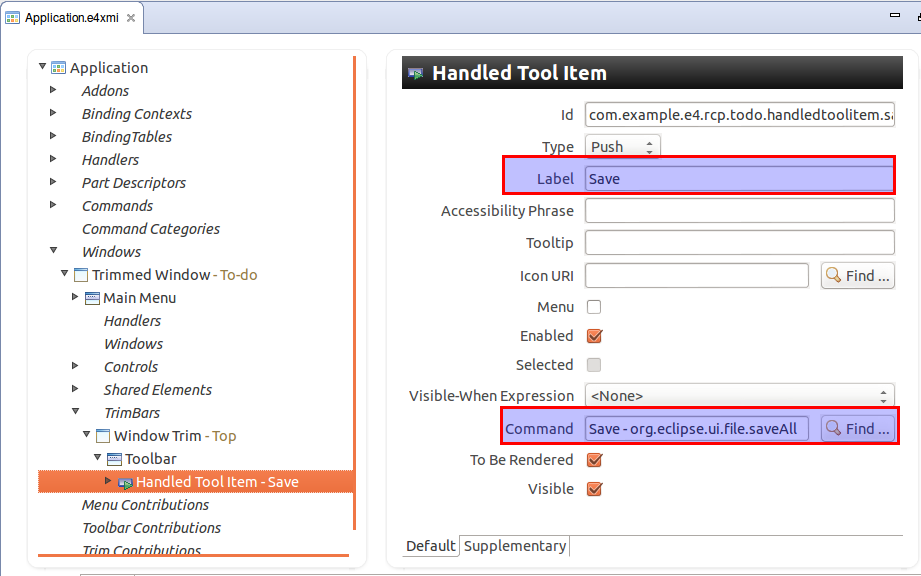 Application.e4xmi
Application
Addons
Binding Contexts
BindingTables
Handlers
Part Descriptors
Commands
Command Categories
Windows
Trimmed Window - To-do
Main Menu
Handlers
Windows
Controls
Shared Elements
TrimBars
Window Trim - Top
Toolbar
Handled Tool Item - Save
Menu Contributions
Toolbar Contributions
Trim Contributions
Handled Tool Item
Id com.example.e4.rcp.todo.handledtoolitem.sa
Type Push
Label Save
Accessibility Phrase
Tooltip
Icon URI Find ...
Menu
Enabled
Selected
Visible-When Expression <None>
Command Save - org.eclipse.ui.file.saveAll Find ...
To Be Rendered
Visible
Default Supplementary